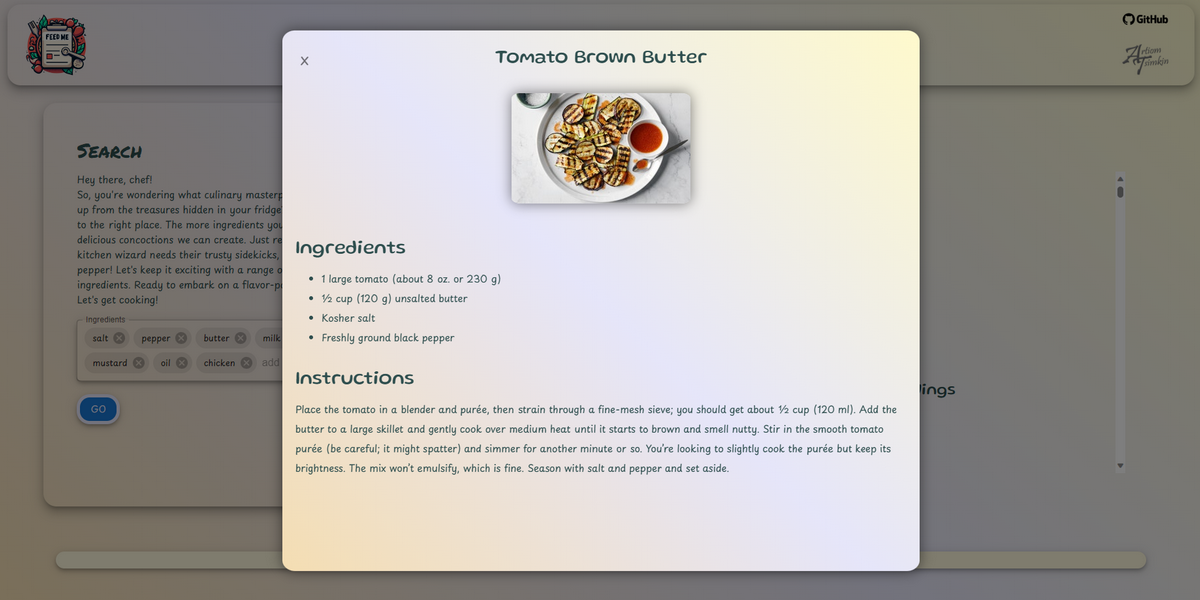 FEED ME
GitHub
Artiom
Tsimkin
Search
Hey there, chef!
So, you're wondering what culinary
up from the treasures hidden in your fridge
to the right place. The more ingredients you
delicious concoctions we can create. Just
kitchen wizard needs their trusty sidekicks,
pepper! Let's keep it exciting with a range
ingredients. Ready to embark on a
Let's get cooking!
Ingredients
salt pepper butter milk
mustard oil chicken add
GO
X
Tomato Brown Butter
Ingredients
• 1 large tomato (about 8 oz. or 230 g)
• ½ cup (120 g) unsalted butter
• Kosher salt
• Freshly ground black pepper
Instructions
Place the tomato in a blender and purée, then strain through a fine-mesh sieve; you should get about ½ cup (120 ml). Add the
butter to a large skillet and gently cook over medium heat until it starts to brown and smell nutty. Stir in the smooth tomato
purée (be careful; it might spatter) and simmer for another minute or so. You're looking to slightly cook the purée but keep its
brightness. The mix won't emulsify, which is fine. Season with salt and pepper and set aside.